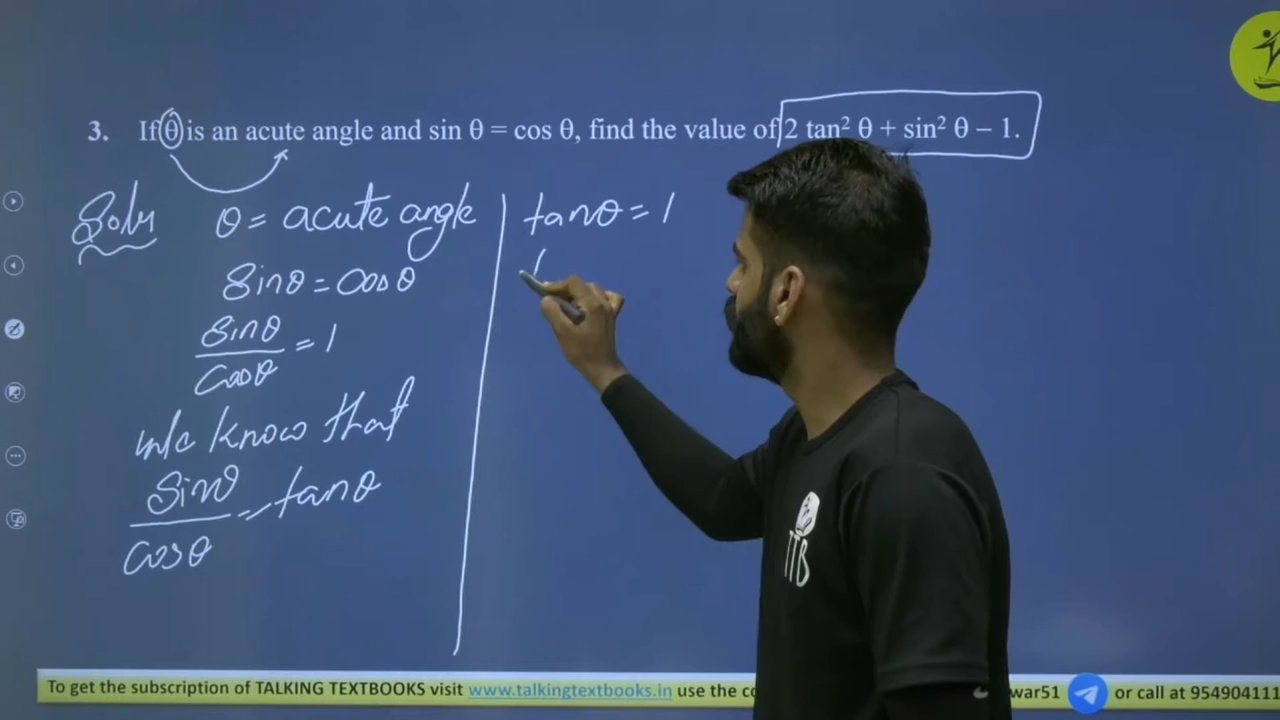 3. If θ is an acute angle and sin θ = cos θ, find the value of 2 tan² θ + sin² θ – 1.
Soln
θ = acute angle
sinθ = cosθ
sinθ
cosθ
= 1
we know that
sinθ
cosθ
= tanθ
tanθ = 1
TTB
To get the subscription of TALKING TEXTBOOKS visit www.talkingtextbooks.in use the
war51
or call at 954904111